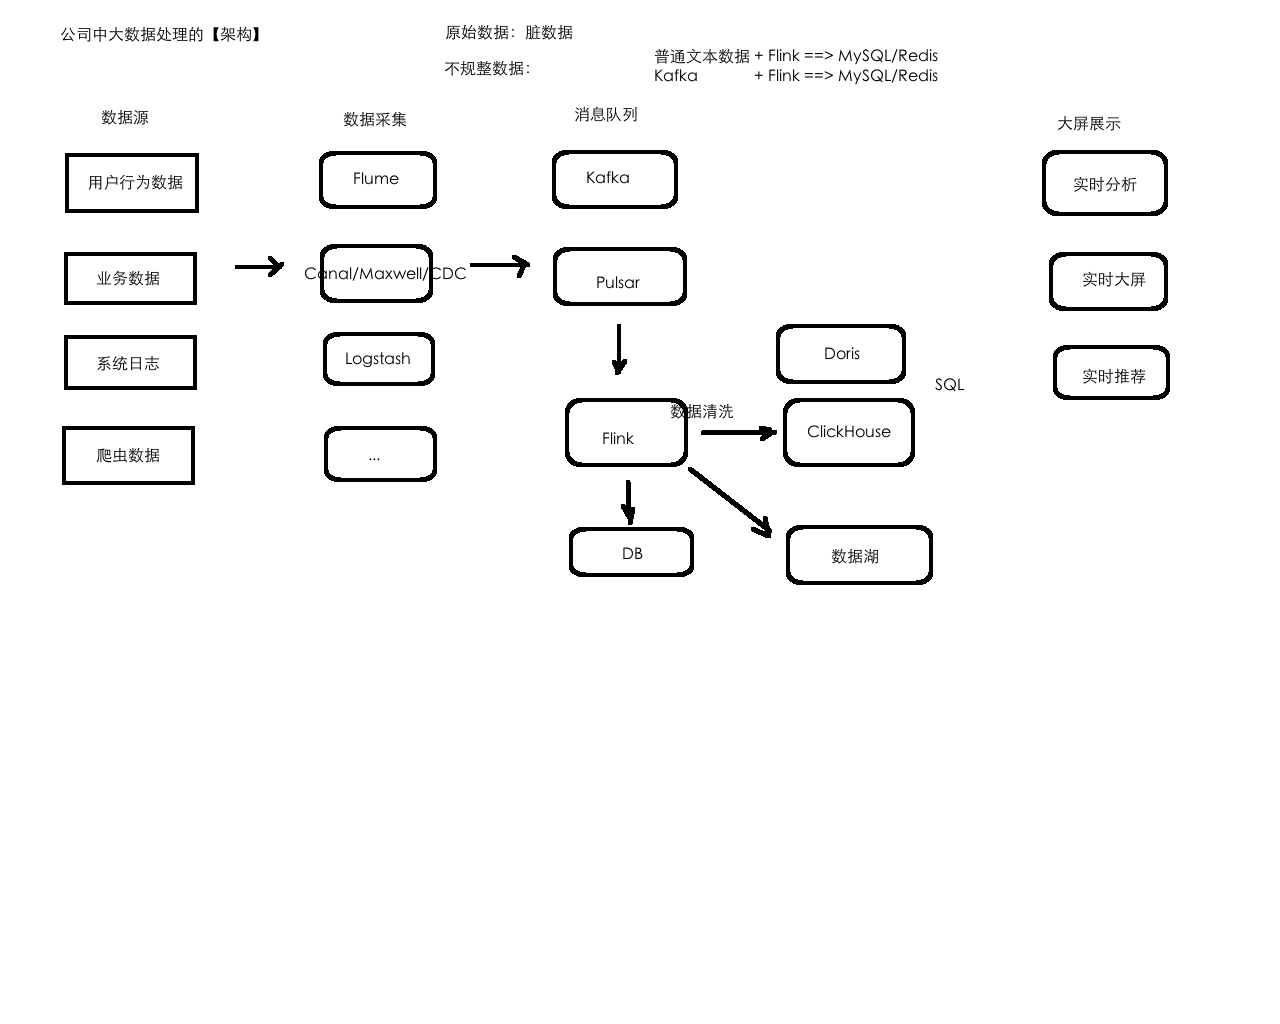 公司中大数据处理的【架构】
原始数据：脏数据
不规整数据：
普通文本数据 + Flink ==> MySQL/Redis
Kafka + Flink ==> MySQL/Redis
数据源
数据采集
消息队列
大屏展示
用户行为数据
Flume
Kafka
实时分析
业务数据
Canal/Maxwell/CDC
Pulsar
实时大屏
系统日志
Logstash
Doris
SQL
实时推荐
数据清洗
爬虫数据
...
Flink
ClickHouse
DB
数据湖